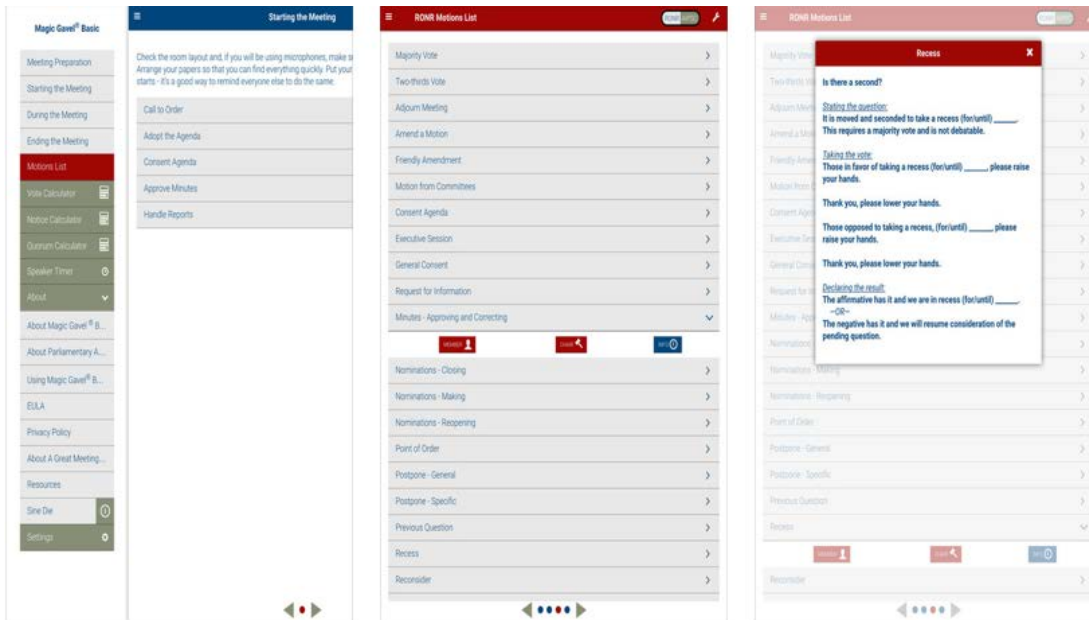 Magic Gavel® Basic
Meeting Preparation
Starting the Meeting
During the Meeting
Ending the Meeting
Motions List
Vote Calculator
Notice Calculator
Quorum Calculator
Speaker Timer
About
About Magic Gavel® B...
About Parliamentary A...
Using Magic Gavel® B...
EULA
Privacy Policy
About A Great Meeting...
Resources
Sine Die
Settings
Starting the Meeting
Check the room layout and, if you will be using microphones, make s
Arrange your papers so that you can find everything quickly. Put your
starts - it's a good way to remind everyone else to do the same.
Call to Order
Adopt the Agenda
Consent Agenda
Approve Minutes
Handle Reports
RONR Motions List
RONR
Majority Vote
Two-thirds Vote
Adjourn Meeting
Amend a Motion
Friendly Amendment
Motion from Committees
Consent Agenda
Executive Session
General Consent
Request for Information
Minutes - Approving and Correcting
MEMBER CHAIR INFO
Nominations - Closing
Nominations - Making
Nominations - Reopening
Point of Order
Postpone - General
Postpone - Specific
Previous Question
Recess
Reconsider
RONR Motions List
Recess x
Is there a second?
Stating the question:
It is moved and seconded to take a recess (for/until) ______.
This requires a majority vote and is not debatable.
Taking the vote:
Those in favor of taking a recess (for/until) ______, please raise
your hands.
Thank you, please lower your hands.
Those opposed to taking a recess, (for/until) ______ please
raise your hands.
Thank you, please lower your hands.
Declaring the result:
The affirmative has it and we are in recess (for/until) ______.
—OR—
The negative has it and we will resume consideration of the
pending question.
Nominations - Making
Nominations - Reopening
Point of Order
Postpone - General
Postpone - Specific
Previous Question
Recess
MEMBER CHAIR INFO
Reconsider